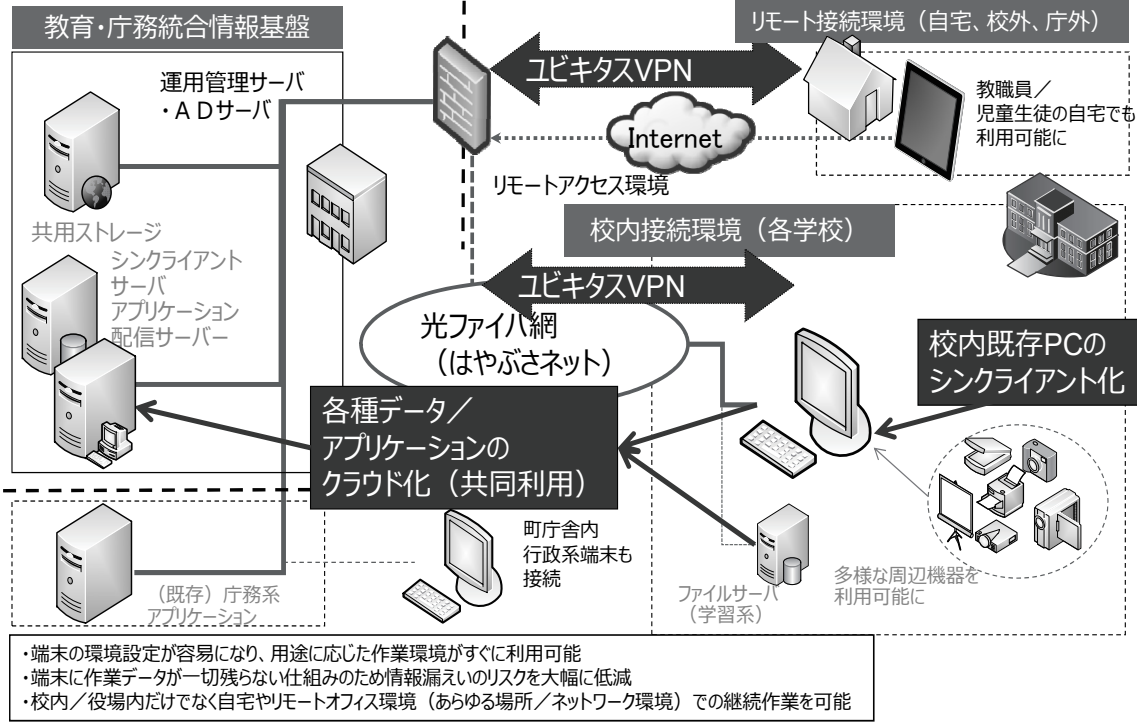 教育・庁務統合情報基盤
リモート接続環境（自宅、校外、庁外）
運用管理サーバ
・ＡＤサーバ
ユビキタスVPN
教職員／
児童生徒の自宅でも
利用可能に
Internet
リモートアクセス環境
共用ストレージ
シンクライアント
サーバ
アプリケーション
配信サーバー
校内接続環境（各学校）
ユビキタスVPN
光ファイバ網
（はやぶさネット）
校内既存PCの
シンクライアント化
各種データ／
アプリケーションの
クラウド化（共同利用）
町庁舎内
行政系端末も
接続
（既存）庁務系
アプリケーション
ファイルサーバ
（学習系）
多様な周辺機器を
利用可能に
・端末の環境設定が容易になり、用途に応じた作業環境がすぐに利用可能
・端末に作業データが一切残らない仕組みのため情報漏えいのリスクを大幅に低減
・校内／役場内だけでなく自宅やリモートオフィス環境（あらゆる場所／ネットワーク環境）での継続作業を可能